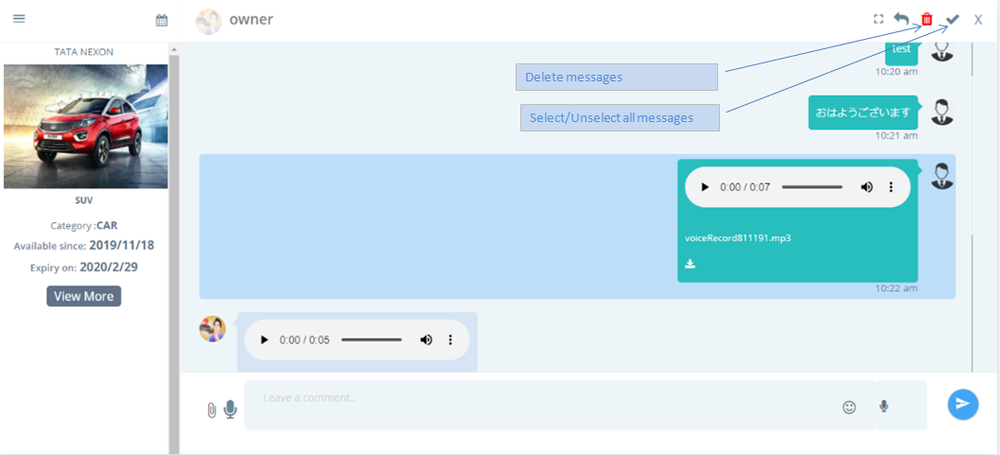 owner
X
TATA NEXON
SUV
Category :CAR
Available since: 2019/11/18
Expiry on: 2020/2/29
View More
test
10:20 am
Delete messages
Select/Unselect all messages
おはようございます
10:21 am
0:00 / 0:07
voiceRecord811191.mp3
10:22 am
0:00 / 0:05
Leave a comment..